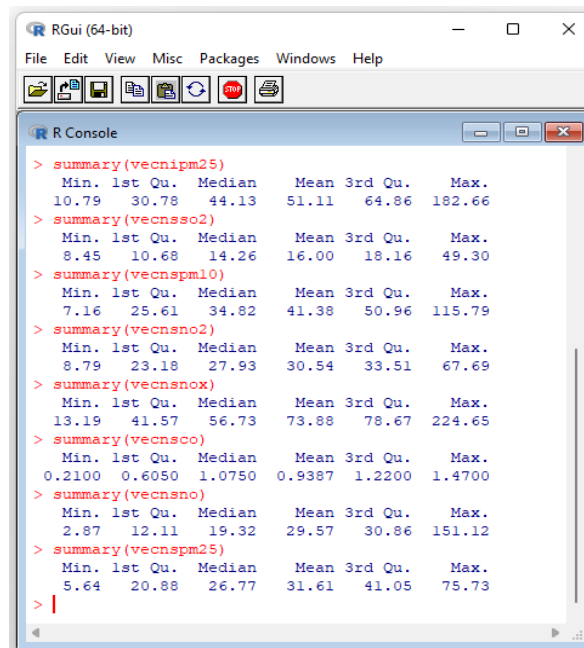 RGui (64-bit)
File Edit View Misc Packages Windows Help
STOP
R Console
> summary(vecnipm25)
Min. 1st Qu. Median Mean 3rd Qu. Max.
10.79 30.78 44.13 51.11 64.86 182.66
> summary(vecnsso2)
Min. 1st Qu. Median Mean 3rd Qu. Max.
8.45 10.68 14.26 16.00 18.16 49.30
> summary(vecnspm10)
Min. 1st Qu. Median Mean 3rd Qu. Max.
7.16 25.61 34.82 41.38 50.96 115.79
> summary(vecnsno2)
Min. 1st Qu. Median Mean 3rd Qu. Max.
8.79 23.18 27.93 30.54 33.51 67.69
> summary(vecnsnox)
Min. 1st Qu. Median Mean 3rd Qu. Max.
13.19 41.57 56.73 73.88 78.67 224.65
> summary(vecnsco)
Min. 1st Qu. Median Mean 3rd Qu. Max.
0.2100 0.6050 1.0750 0.9387 1.2200 1.4700
> summary(vecnsno)
Min. 1st Qu. Median Mean 3rd Qu. Max.
2.87 12.11 19.32 29.57 30.86 151.12
> summary(vecnspm25)
Min. 1st Qu. Median Mean 3rd Qu. Max.
5.64 20.88 26.77 31.61 41.05 75.73
>